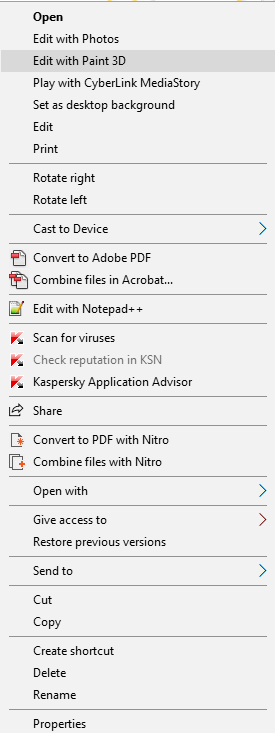 Open
Edit with Photos
Edit with Paint 3D
Play with CyberLink MediaStory
Set as desktop background
Edit
Print
Rotate right
Rotate left
Cast to Device
Convert to Adobe PDF
Combine files in Acrobat...
Edit with Notepad++
Scan for viruses
Check reputation in KSN
Kaspersky Application Advisor
Share
Convert to PDF with Nitro
Combine files with Nitro
Open with
Give access to
Restore previous versions
Send to
Cut
Copy
Create shortcut
Delete
Rename
Properties